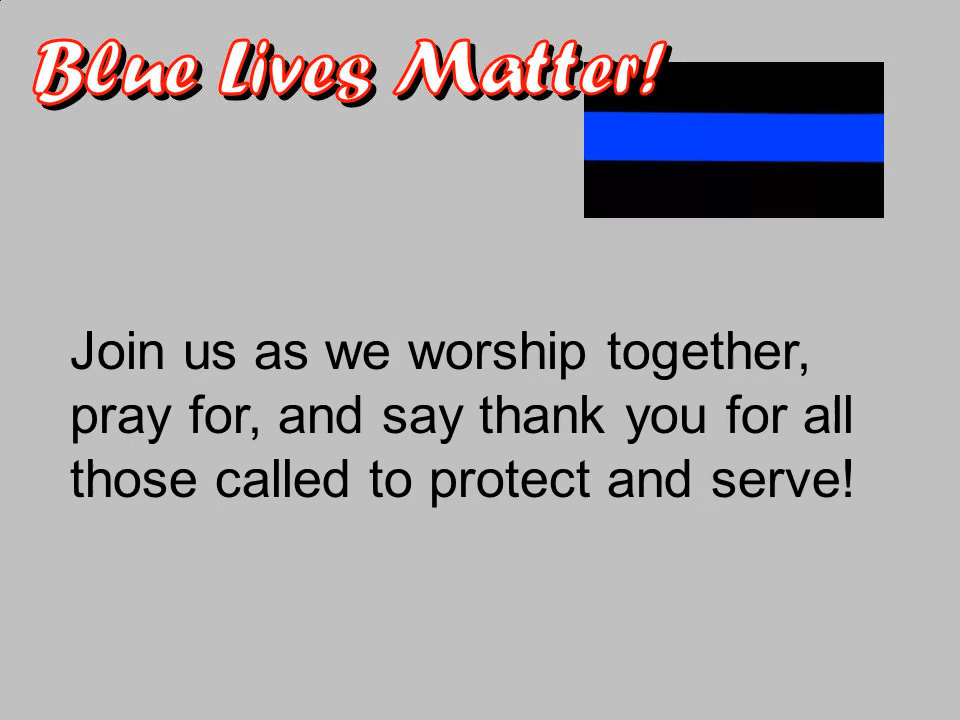 Blue Lives Matter!
Join us as we worship together,
pray for, and say thank you for all
those called to protect and serve!